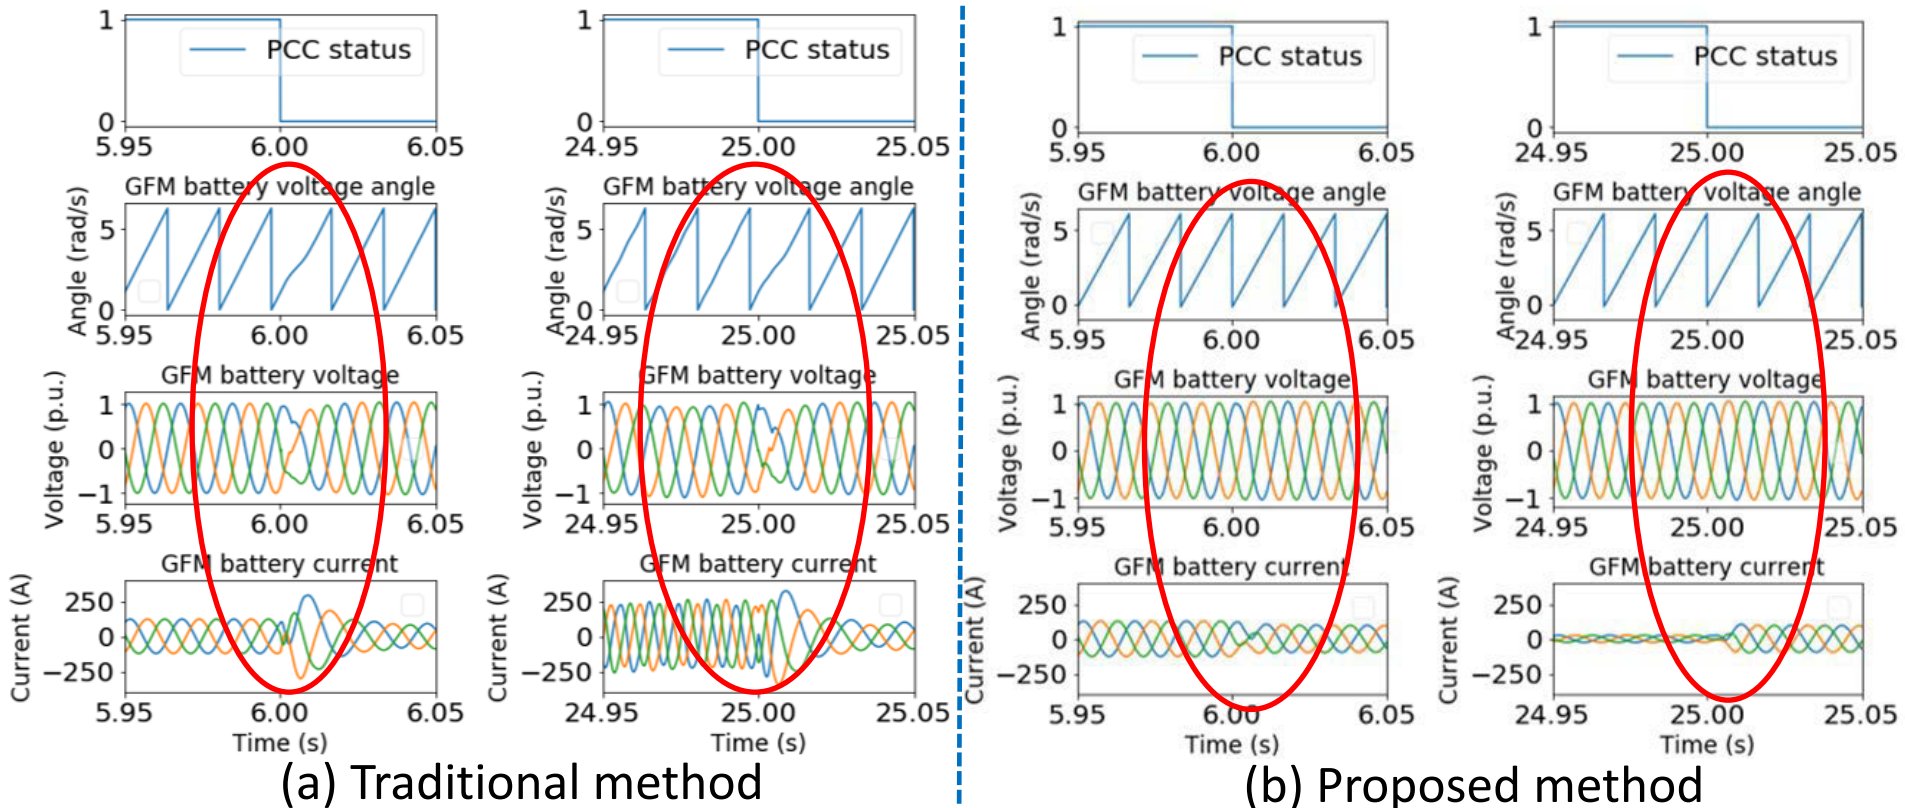 1
PCC status
0
5.95 6.00 6.05
GFM battery voltage angle
Angle (rad/s)
5
0
5.95 6.00 6.05
GFM battery voltage
Voltage (p.u.)
1
0
−1
5.95 6.00 6.05
GFM battery current
Current (A)
250
0
−250
5.95 6.00 6.05
Time (s)
1
PCC status
0
24.95 25.00 25.05
GFM battery voltage angle
Angle (rad/s)
5
0
24.95 25.00 25.05
GFM battery voltage
Voltage (p.u.)
1
0
−1
24.95 25.00 25.05
GFM battery current
Current (A)
250
0
−250
24.95 25.00 25.05
Time (s)
(a) Traditional method
1
PCC status
0
5.95 6.00 6.05
GFM battery voltage angle
Angle (rad/s)
5
0
5.95 6.00 6.05
GFM battery voltage
Voltage (p.u.)
1
0
−1
5.95 6.00 6.05
GFM battery current
Current (A)
250
0
−250
5.95 6.00 6.05
Time (s)
1
PCC status
0
24.95 25.00 25.05
GFM battery voltage angle
Angle (rad/s)
5
0
24.95 25.00 25.05
GFM battery voltage
Voltage (p.u.)
1
0
−1
24.95 25.00 25.05
GFM battery current
Current (A)
250
0
−250
24.95 25.00 25.05
Time (s)
(b) Proposed method